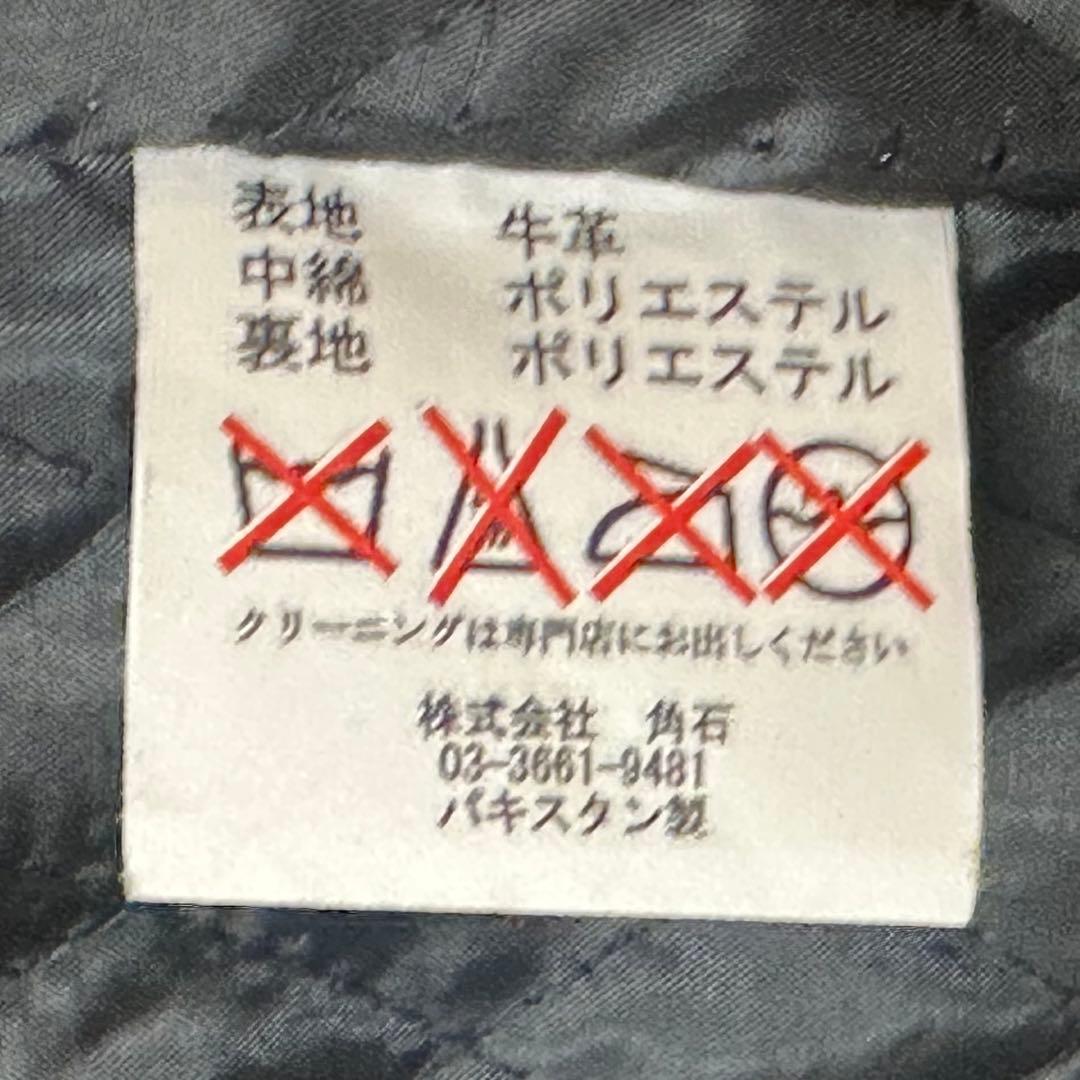 表地 牛革
中綿 ポリエステル
裏地 ポリエステル
クリーニングは専門店にお出しください
株式会社 角石
03-3661-9481
パキスタン製